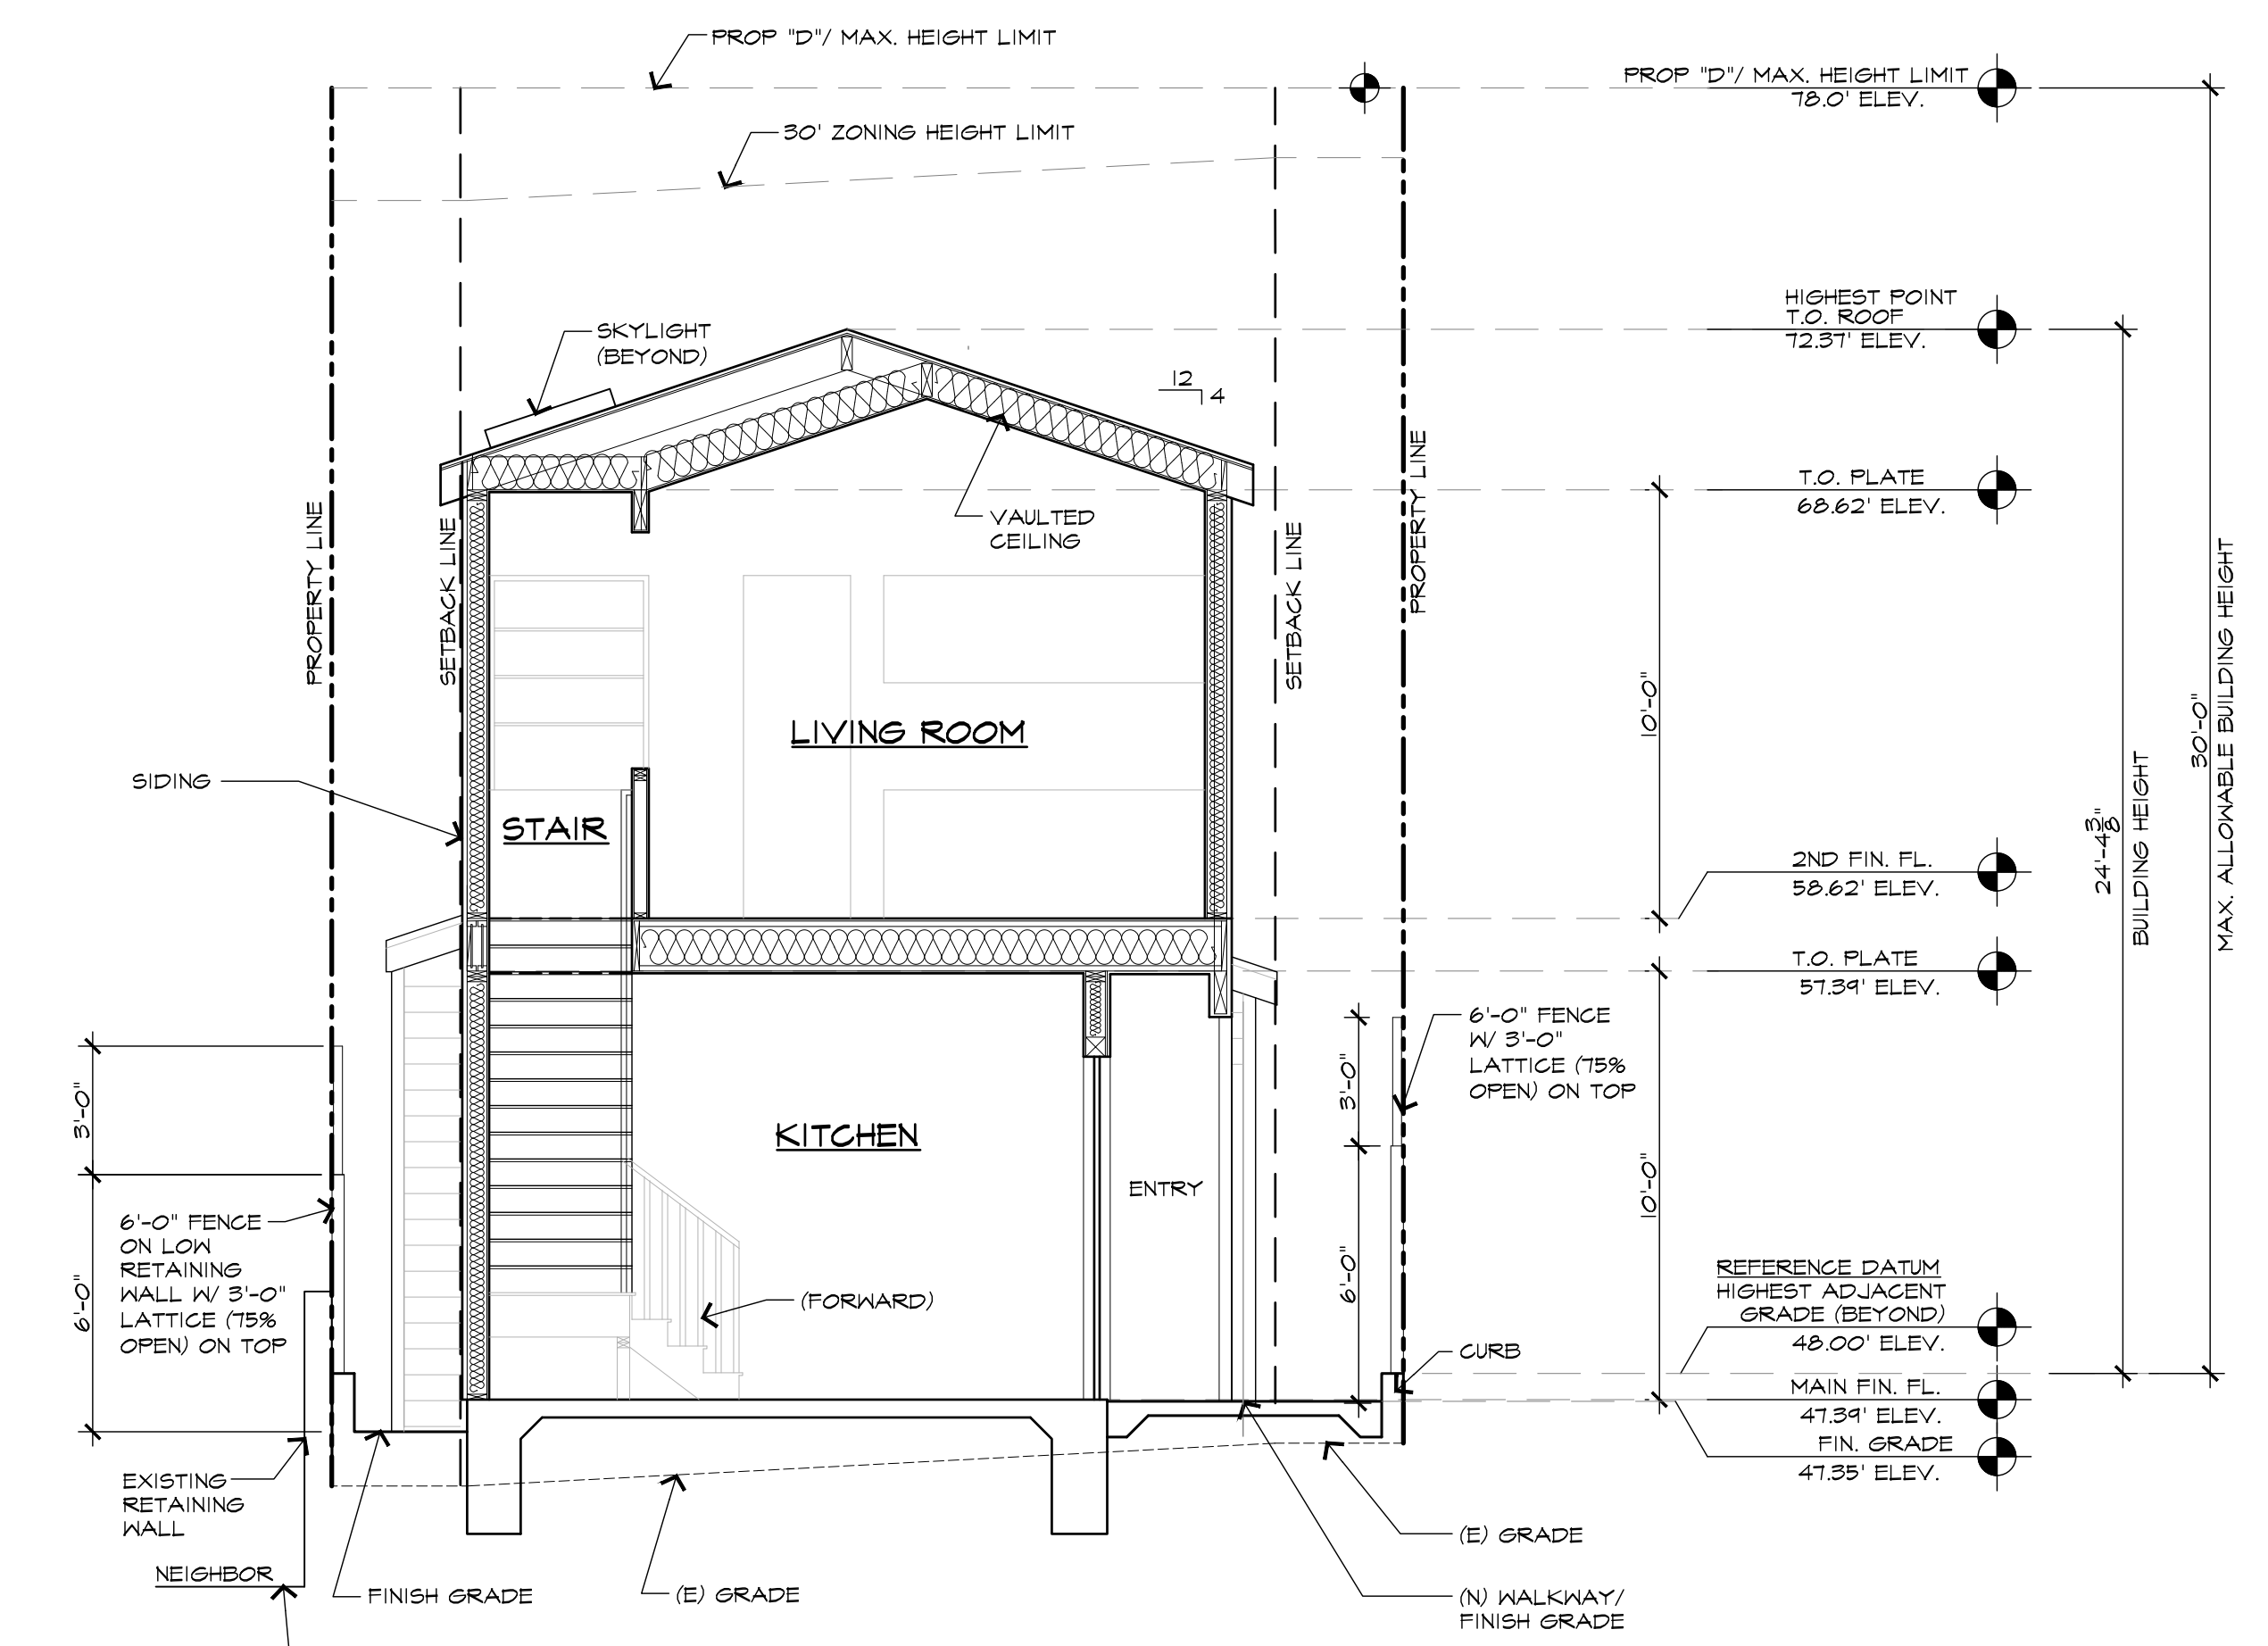 PROP "D"/ MAX. HEIGHT LIMIT
PROP "D"/ MAX. HEIGHT LIMIT
78.0' ELEV.
30' ZONING HEIGHT LIMIT
HIGHEST POINT
T.O. ROOF
72.37' ELEV.
SKYLIGHT
(BEYOND)
12
4
VAULTED
CEILING
T.O. PLATE
68.62' ELEV.
PROPERTY LINE
SETBACK LINE
SETBACK LINE
PROPERTY LINE
10'-0"
24'-4 3/8"
BUILDING HEIGHT
30'-0"
MAX. ALLOWABLE BUILDING HEIGHT
LIVING ROOM
SIDING
STAIR
2ND FIN. FL.
58.62' ELEV.
T.O. PLATE
57.39' ELEV.
6'-0" FENCE
W/ 3'-0"
LATTICE (75%
OPEN) ON TOP
3'-0"
3'-0"
KITCHEN
ENTRY
10'-0"
6'-0" FENCE
ON LOW
RETAINING
WALL W/ 3'-0"
LATTICE (75%
OPEN) ON TOP
6'-0"
6'-0"
(FORWARD)
REFERENCE DATUM
HIGHEST ADJACENT
GRADE (BEYOND)
48.00' ELEV.
CURB
MAIN FIN. FL.
47.39' ELEV.
FIN. GRADE
47.35' ELEV.
EXISTING
RETAINING
WALL
NEIGHBOR
FINISH GRADE
(E) GRADE
(E) GRADE
(N) WALKWAY/
FINISH GRADE